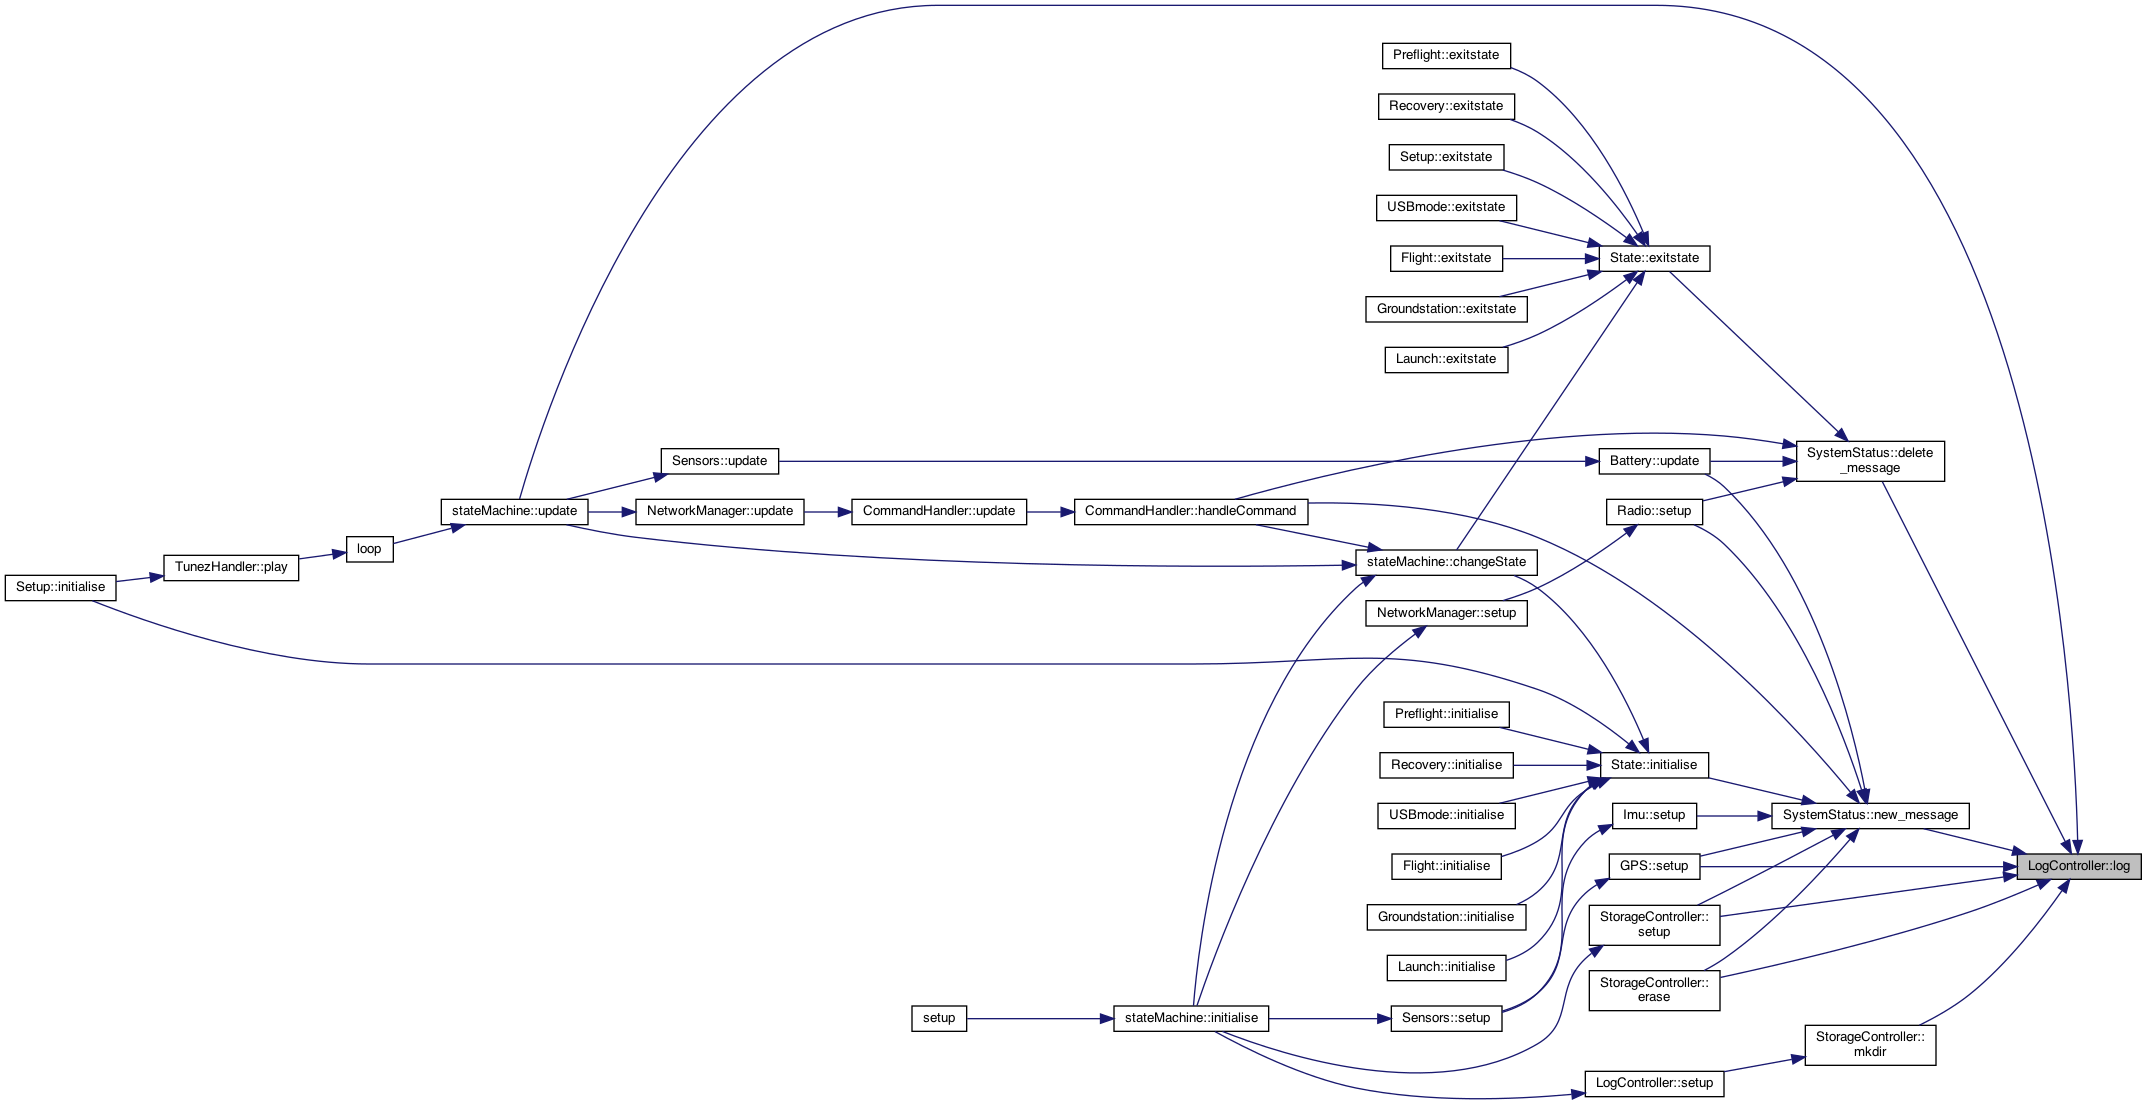 Preflight::exitstate
Recovery::exitstate
Setup::exitstate
USBmode::exitstate
Flight::exitstate
State::exitstate
Groundstation::exitstate
Launch::exitstate
Sensors::update
Battery::update
SystemStatus::delete
_message
stateMachine::update
NetworkManager::update
CommandHandler::update
CommandHandler::handleCommand
Radio::setup
loop
TunezHandler::play
stateMachine::changeState
Setup::initialise
NetworkManager::setup
Preflight::initialise
Recovery::initialise
State::initialise
USBmode::initialise
Imu::setup
SystemStatus::new_message
Flight::initialise
GPS::setup
LogController::log
Groundstation::initialise
StorageController::
setup
Launch::initialise
StorageController::
erase
setup
stateMachine::initialise
Sensors::setup
StorageController::
mkdir
LogController::setup